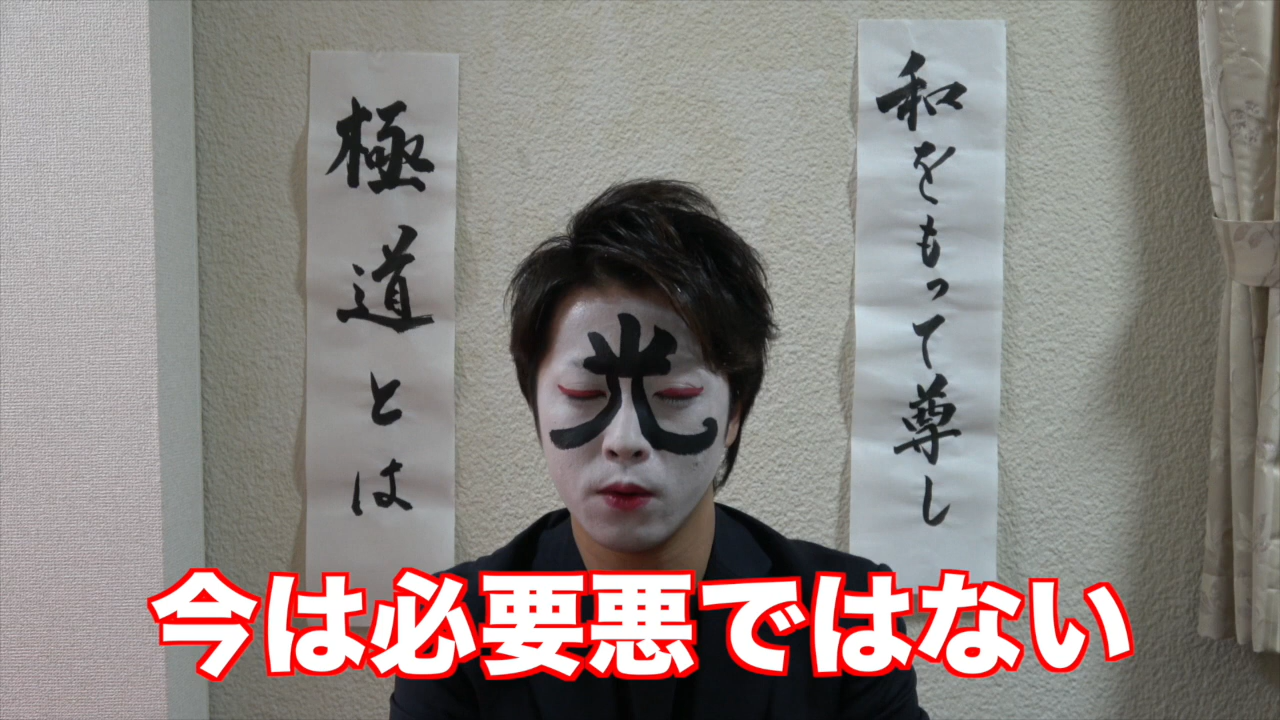 極道とは
和をもって尊し
光
今は必要悪ではない